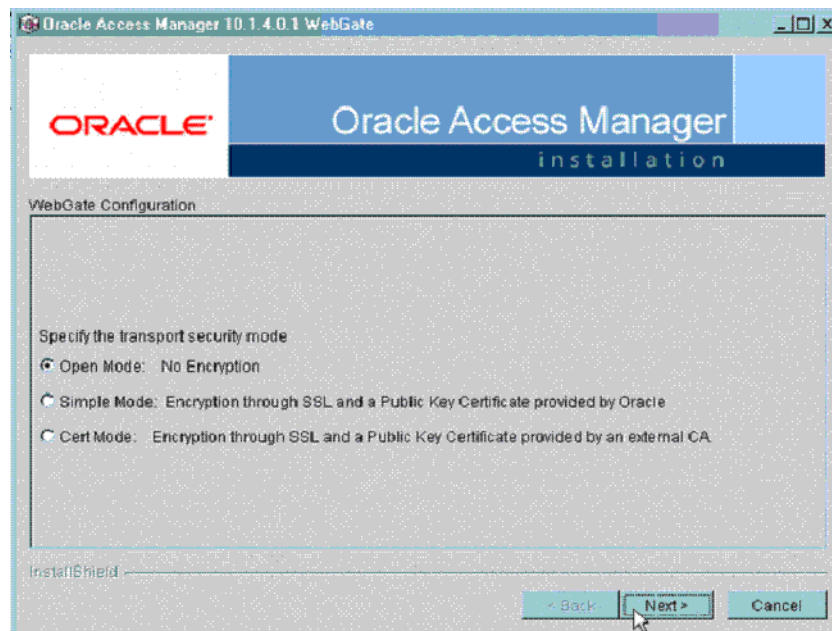 Oracle Access Manager 10.1.4.0.1 WebGate
ORACLE
Oracle Access Manager
installation
WebGate Configuration
Specify the transport security mode
Open Mode: No Encryption
Simple Mode: Encryption through SSL and a Public Key Certificate provided by Oracle
Cert Mode: Encryption through SSL and a Public Key Certificate provided by an external CA
InstallShield
< Back Next > Cancel